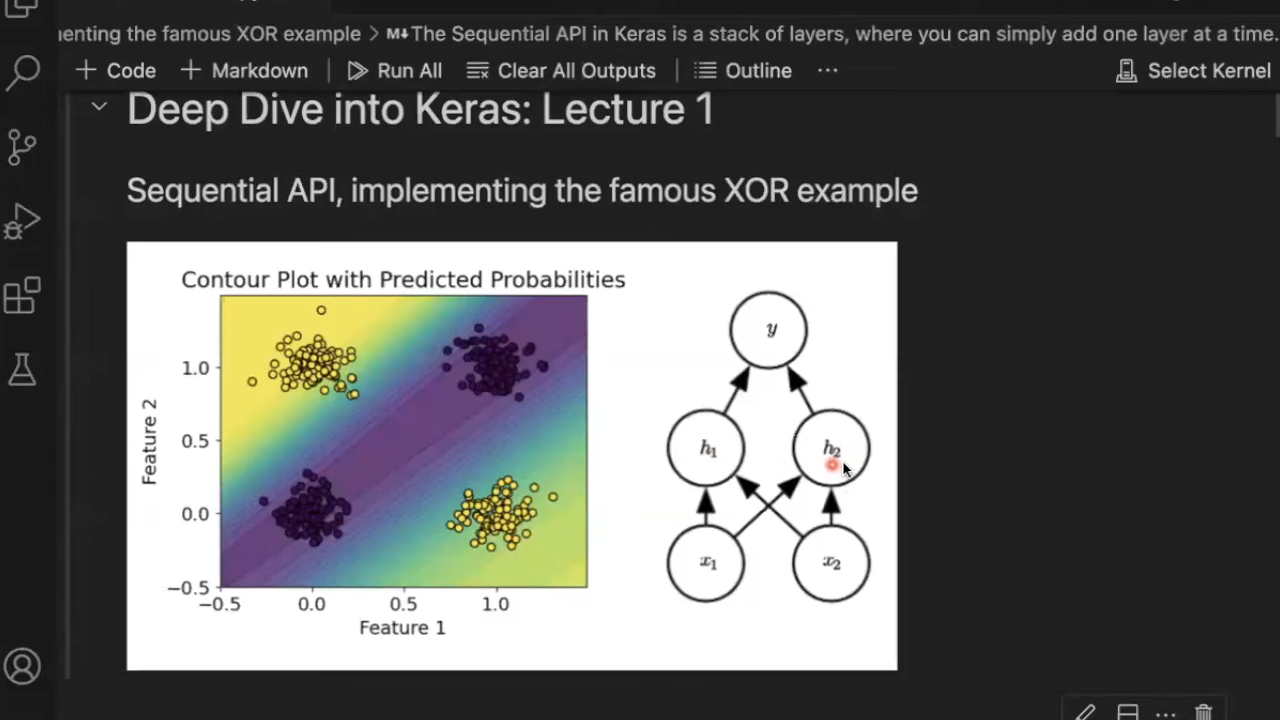 enting the famous XOR example > M↓The Sequential API in Keras is a stack of layers, where you can simply add one layer at a time.
+ Code + Markdown Run All Clear All Outputs Outline ... Select Kernel
Deep Dive into Keras: Lecture 1
Sequential API, implementing the famous XOR example
Contour Plot with Predicted Probabilities
y
1.0
Feature 2
0.5
h₁ h₂
0.0
x₁ x₂
−0.5
−0.5 0.0 0.5 1.0
Feature 1